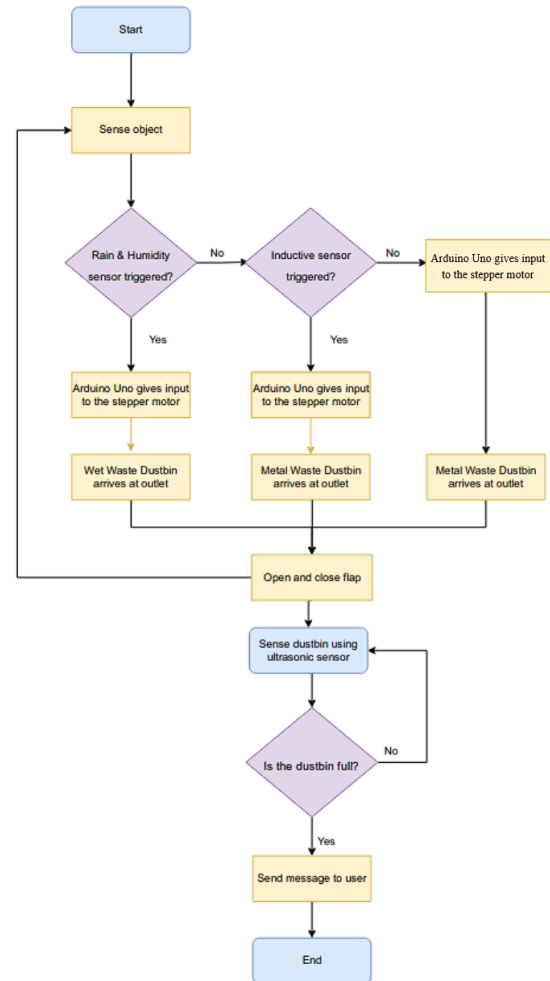 Start
Sense object
Rain & Humidity
sensor triggered?
No
Inductive sensor
triggered?
No
Arduino Uno gives input
to the stepper motor
Yes
Yes
Arduino Uno gives input
to the stepper motor
Arduino Uno gives input
to the stepper motor
Wet Waste Dustbin
arrives at outlet
Metal Waste Dustbin
arrives at outlet
Metal Waste Dustbin
arrives at outlet
Open and close flap
Sense dustbin using
ultrasonic sensor
Is the dustbin full?
No
Yes
Send message to user
End